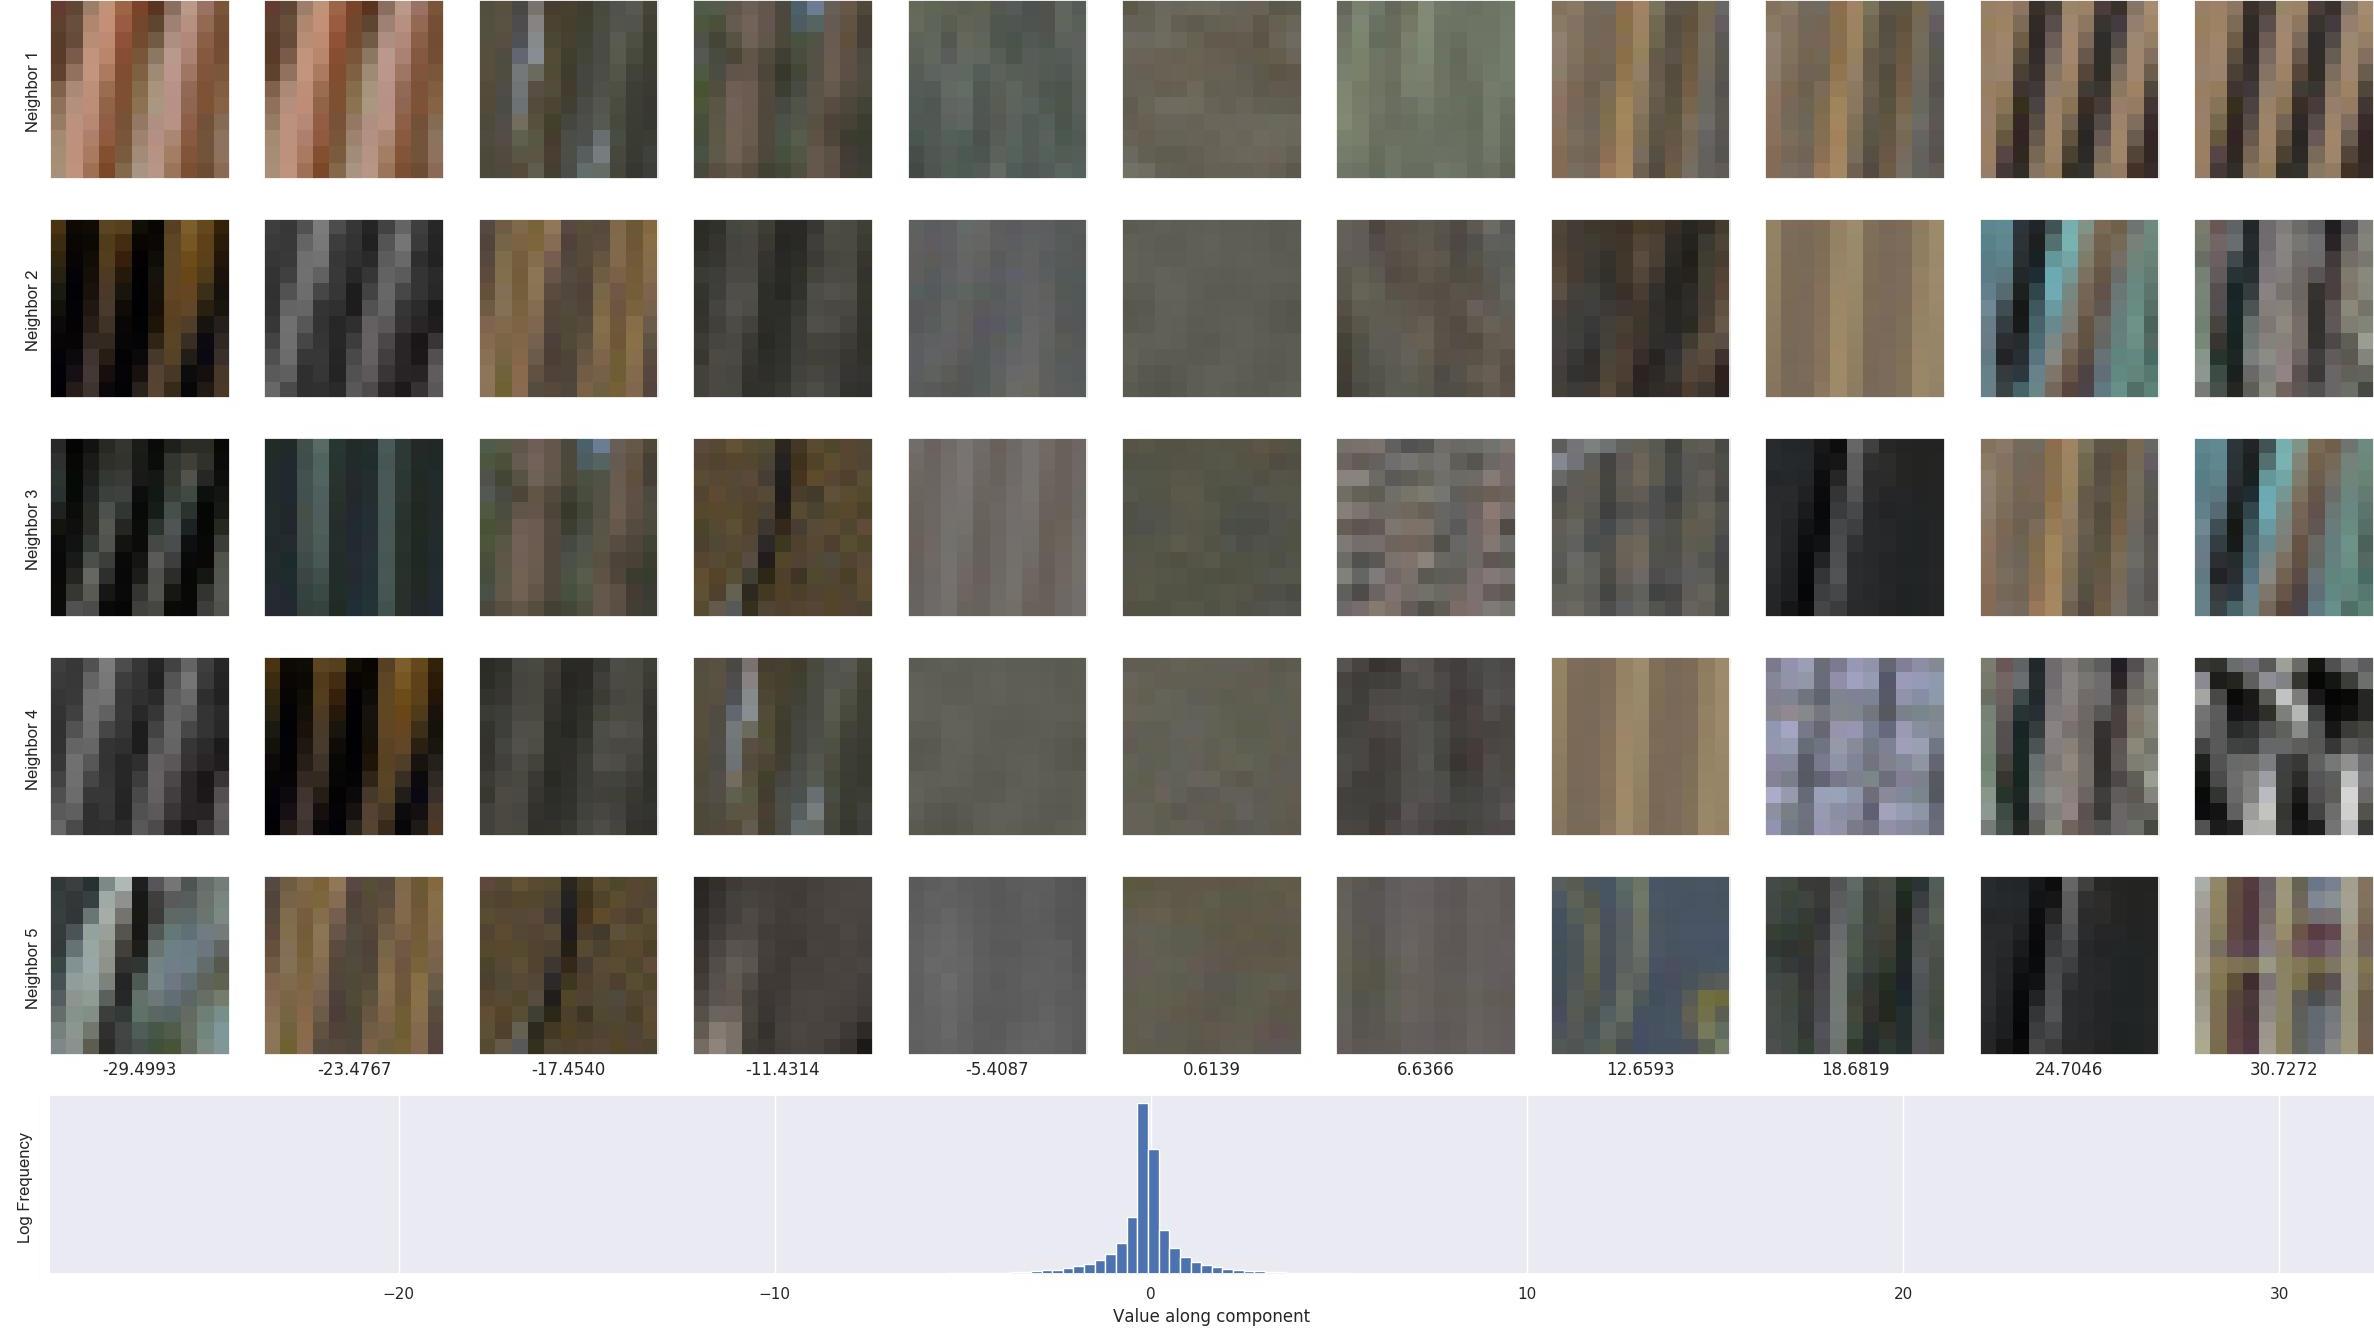 Neighbor 1
Neighbor 2
Neighbor 3
Neighbor 4
Neighbor 5
-29.4993 -23.4767 -17.4540 -11.4314 -5.4087 0.6139 6.6366 12.6593 18.6819 24.7046 30.7272
Log Frequency
−20 −10 0 10 20 30
Value along component